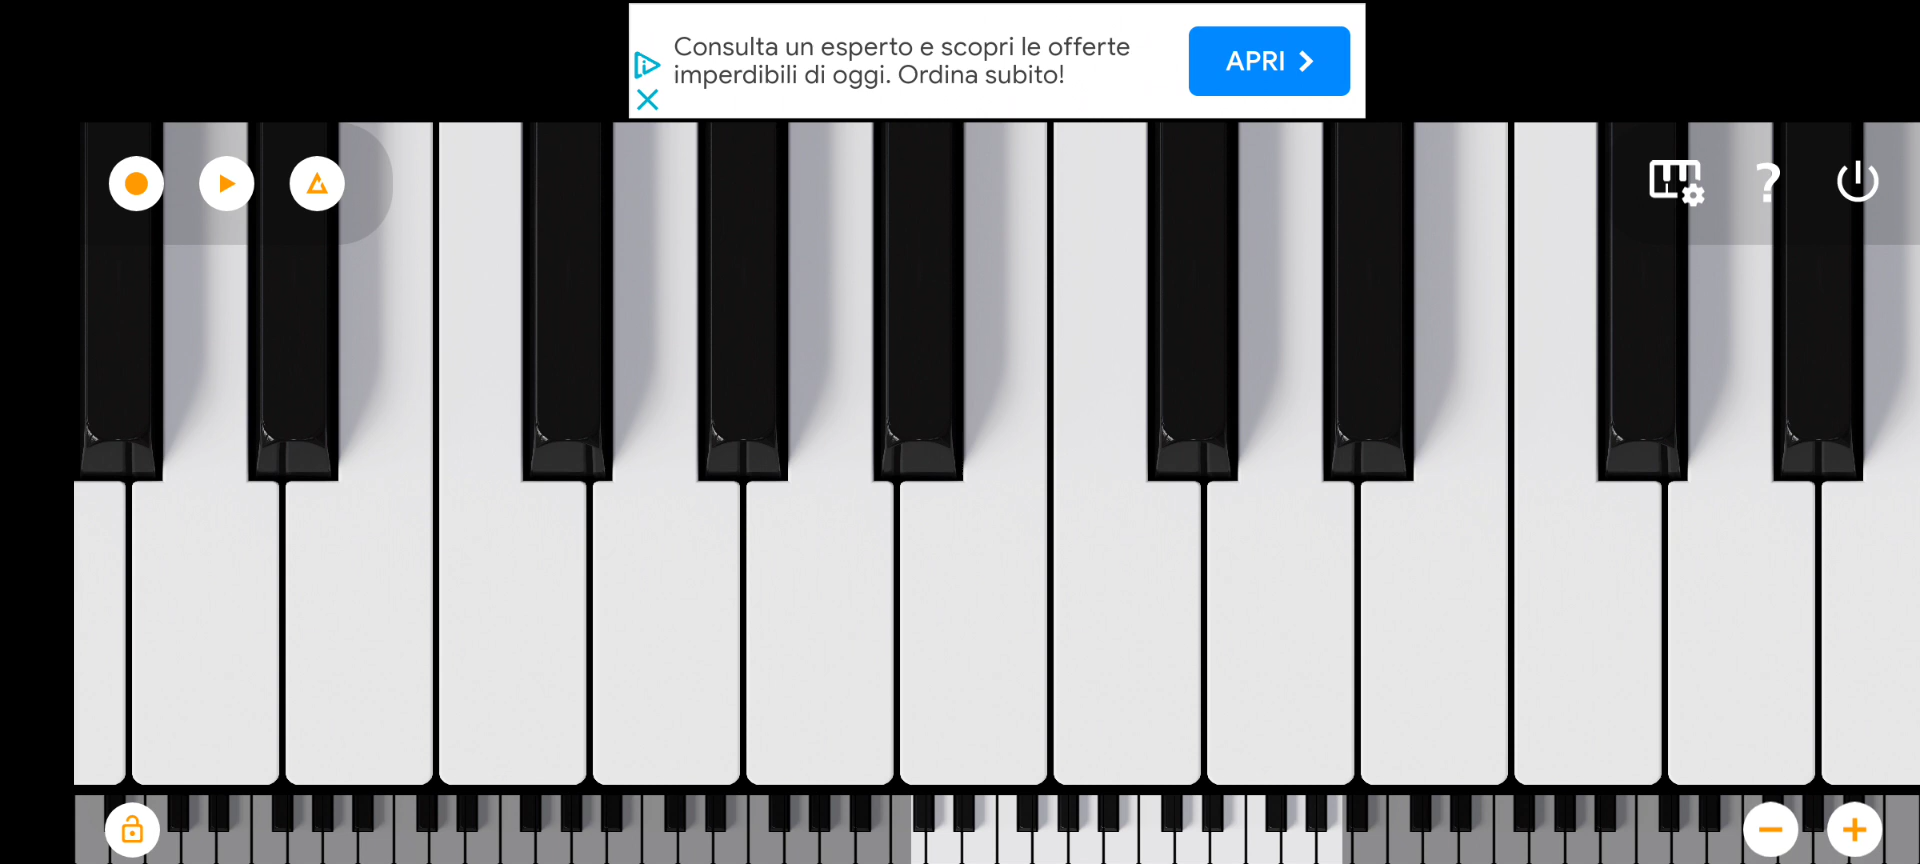 Consulta un esperto e scopri le offerte
imperdibili di oggi. Ordina subito!
APRI
?